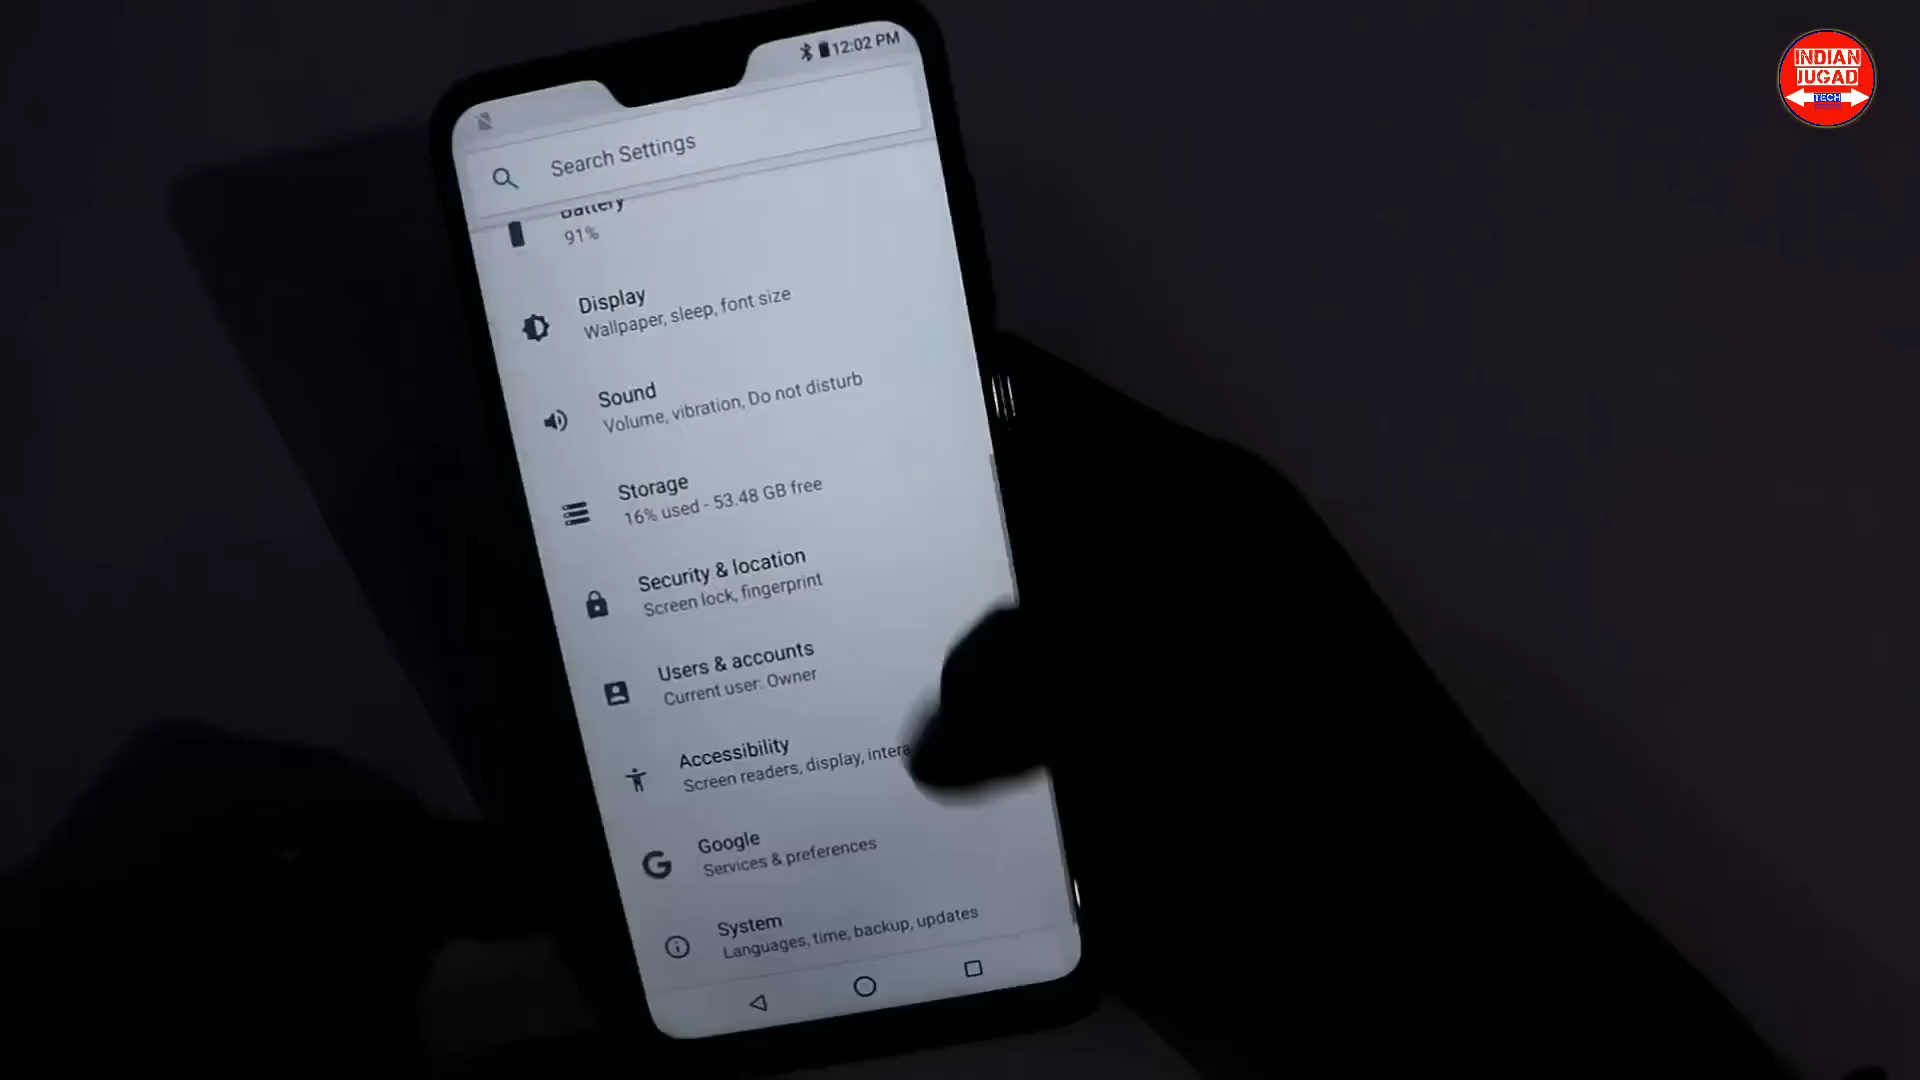 12:02 PM
INDIAN
JUGAD
TECH
Search Settings
Battery
91%
Display
Wallpaper, sleep, font size
Sound
Volume, vibration, Do not disturb
Storage
16% used - 53.48 GB free
Security & location
Screen lock, fingerprint
Users & accounts
Current user: Owner
Accessibility
Screen readers, display, intera
Google
Services & preferences
System
Languages, time, backup, updates